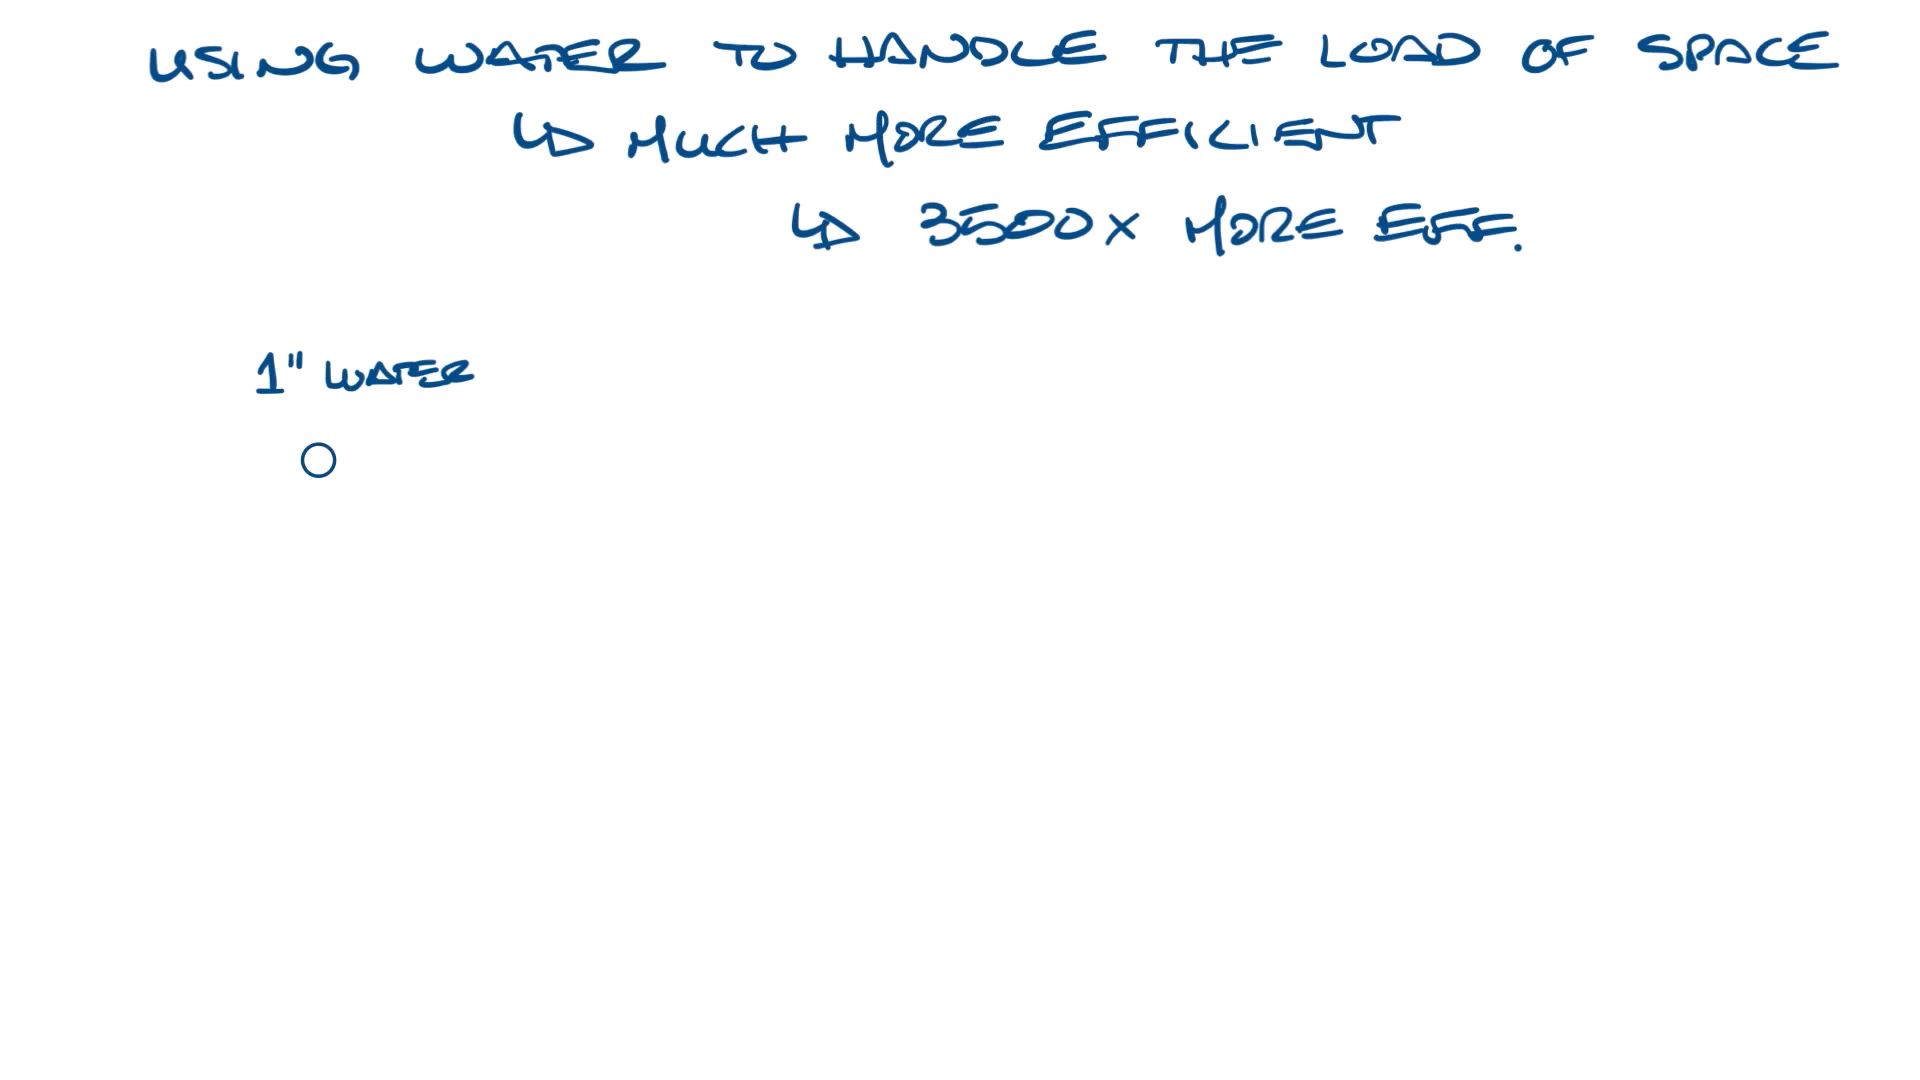 USING WATER TO HANDLE THE LOAD OF SPACE
↳ MUCH MORE EFFICIENT
↳ 3500x MORE EFF.
1" WATER